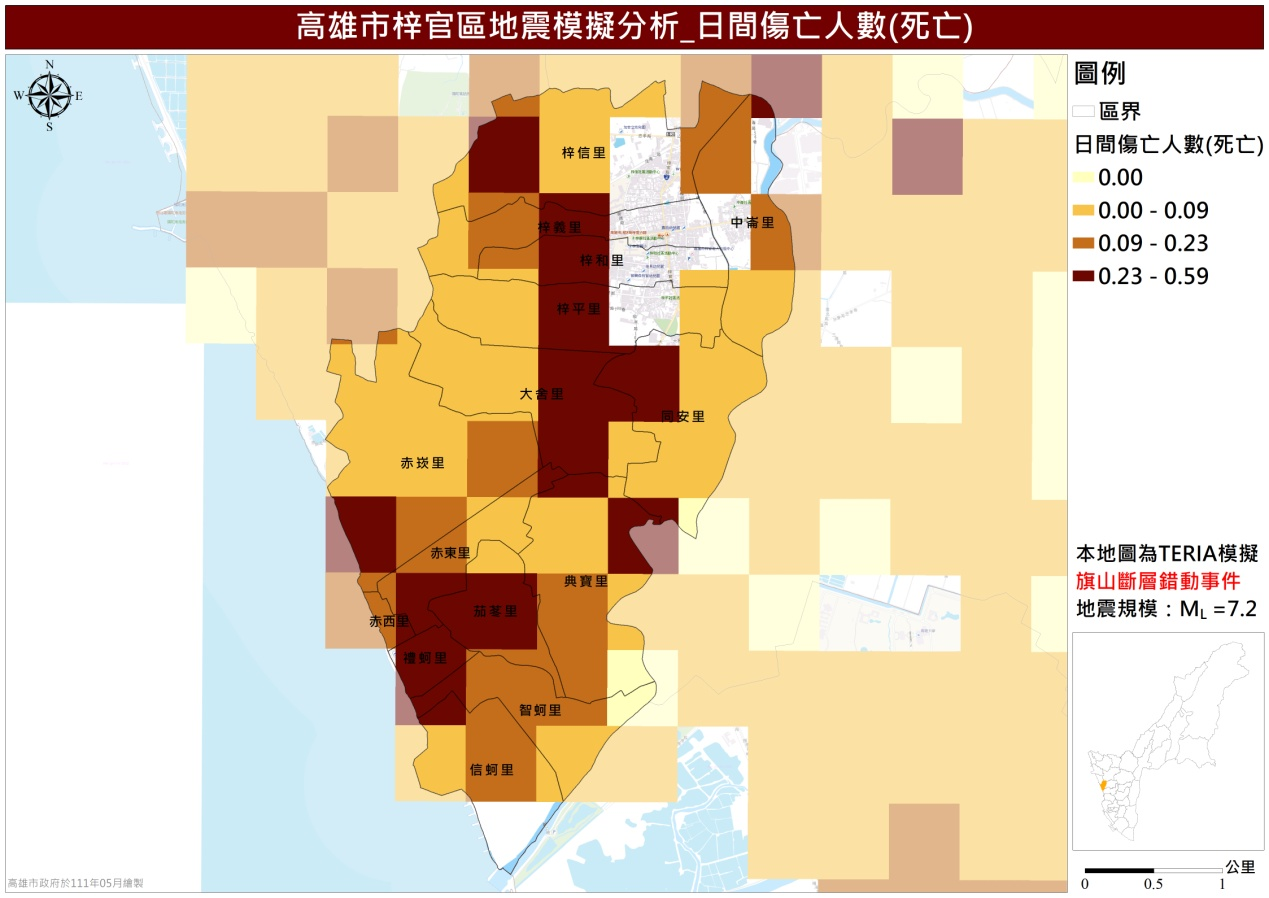 高雄市梓官區地震模擬分析_日間傷亡人數(死亡)
N
W
E
S
圖例
區界
日間傷亡人數(死亡)
0.00
0.00 - 0.09
0.09 - 0.23
0.23 - 0.59
梓信里
梓義里
中崙里
梓和里
梓平里
大舍里
同安里
赤崁里
赤東里
典寶里
茄苳里
赤西里
禮蚵里
智蚵里
信蚵里
本地圖為TERIA模擬
旗山斷層錯動事件
地震規模：ML =7.2
公里
0
0.5
1
高雄市政府於111年05月繪製